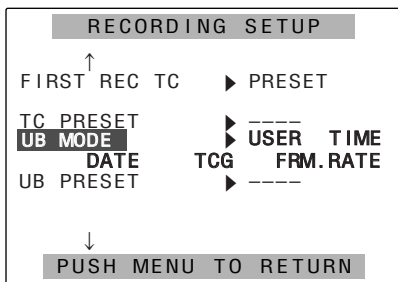 RECORDING SETUP
↑
FIRST REC TC ▶ PRESET
TC PRESET ▶ ----
UB MODE ▶ USER TIME
DATE TCG FRM.RATE
UB PRESET ▶ ----
↓
PUSH MENU TO RETURN